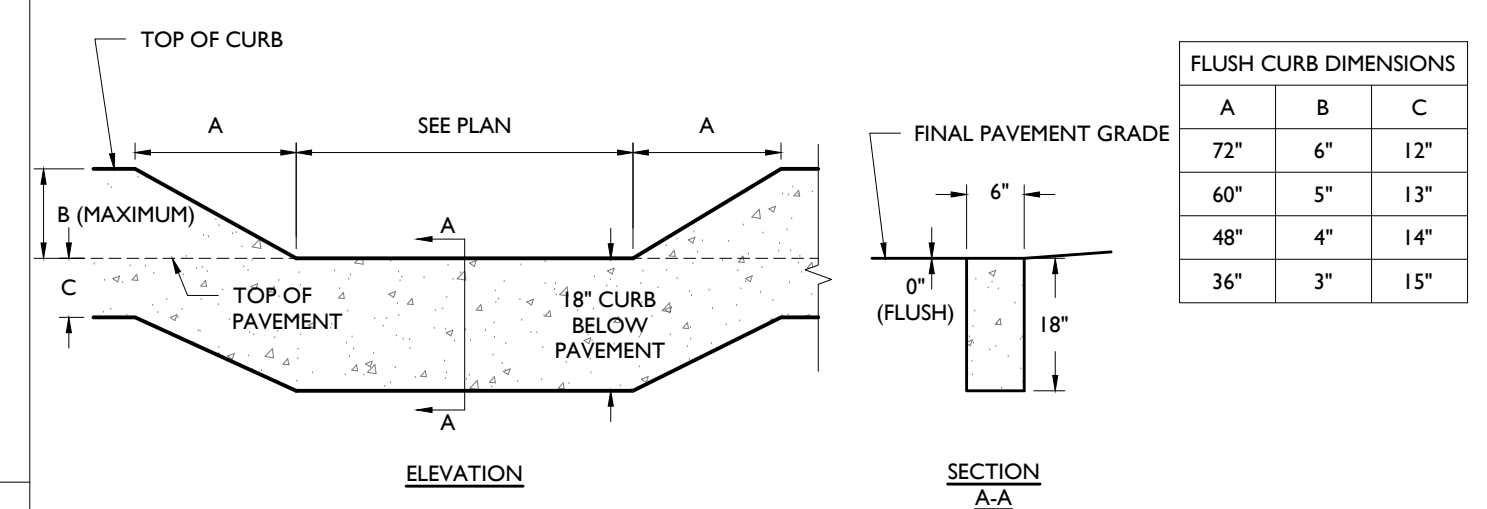 TOP OF CURB
A
SEE PLAN
A
B (MAXIMUM)
C
TOP OF
PAVEMENT
A
A
18" CURB
BELOW
PAVEMENT
ELEVATION
FINAL PAVEMENT GRADE
6"
0"
(FLUSH)
18"
SECTION
A-A
FLUSH CURB DIMENSIONS
A B C
72" 6" 12"
60" 5" 13"
48" 4" 14"
36" 3" 15"